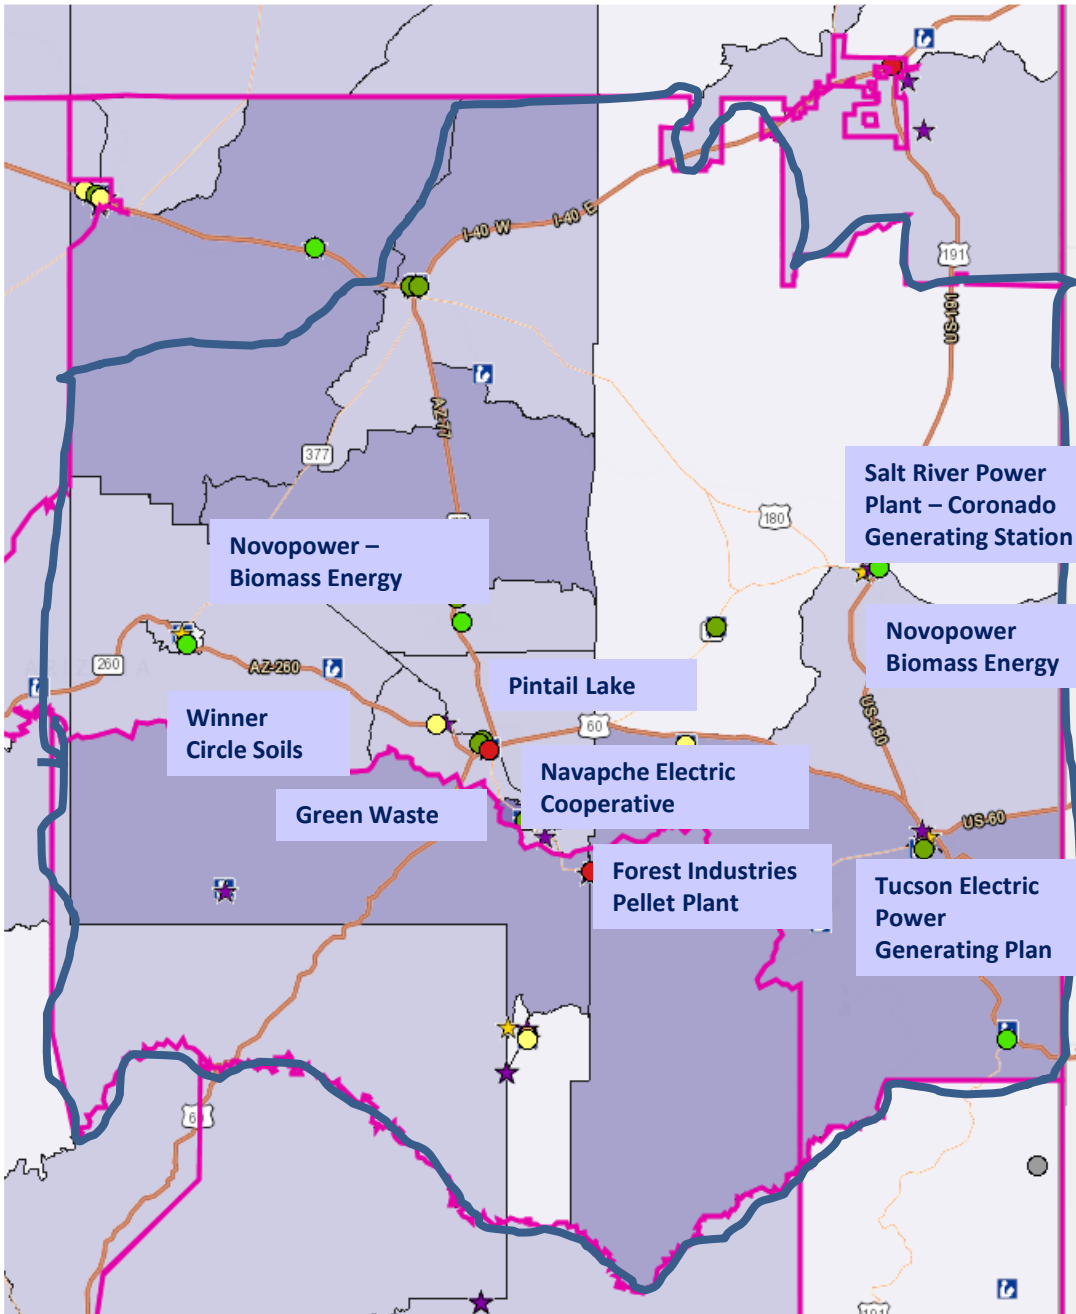 I-40 W
I-40 E
191
US-191
AZ-77
377
180
Salt River Power
Plant – Coronado
Generating Station
Novopower –
Biomass Energy
Novopower
Biomass Energy
260
AZ-260
Pintail Lake
60
US-180
Winner
Circle Soils
Navapche Electric
Cooperative
Green Waste
US-60
Forest Industries
Pellet Plant
Tucson Electric
Power
Generating Plan
191